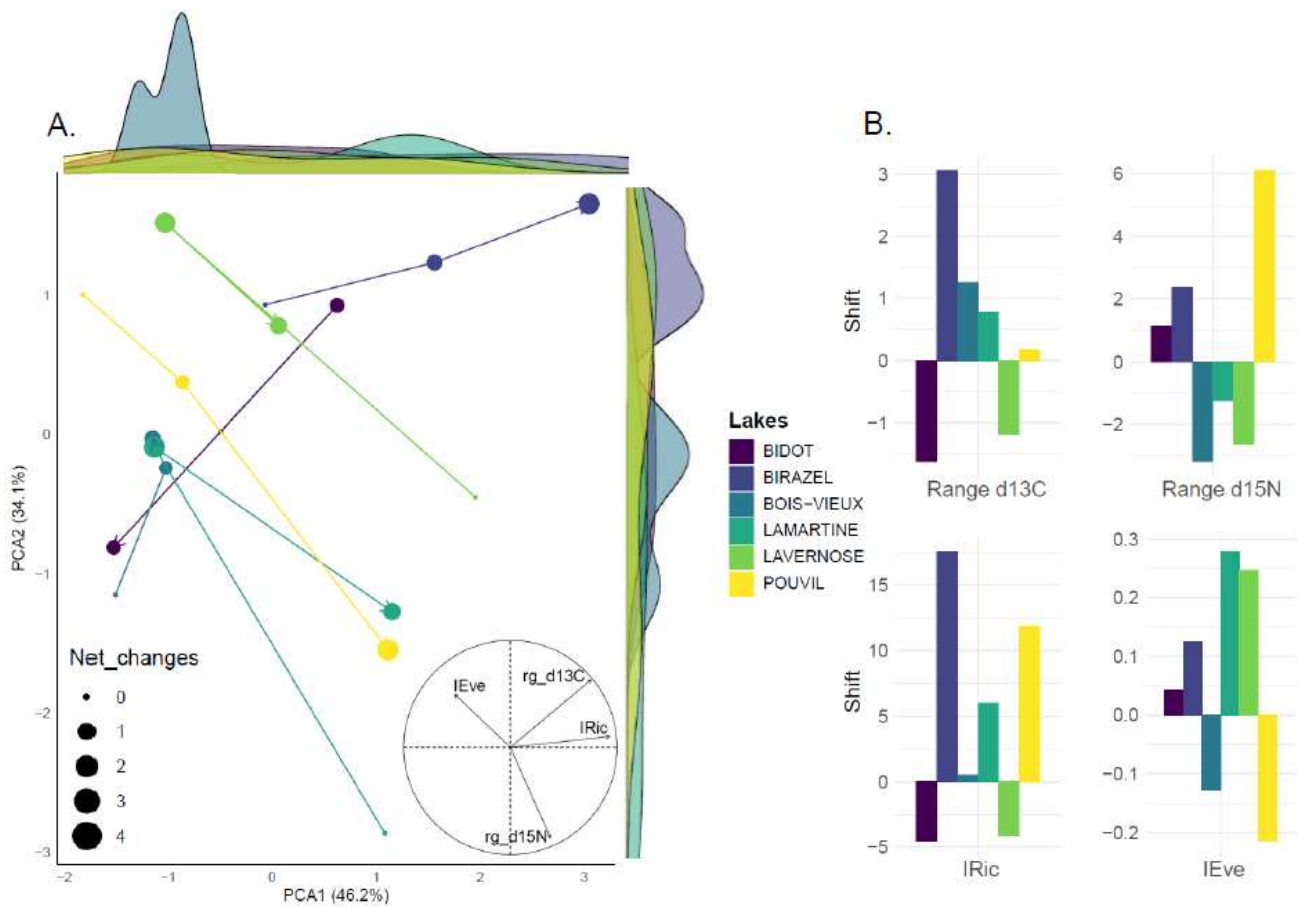 A.
1
0
−1
−2
−3
−2
−1
0
1
2
3
PCA2 (34.1%)
PCA1 (46.2%)
Net_changes
0
1
2
3
4
IEve
rg_d13C
IRic
rg_d15N
Lakes
BIDOT
BIRAZEL
BOIS−VIEUX
LAMARTINE
LAVERNOSE
POUVIL
B.
Shift
3
2
1
0
−1
Range d13C
6
4
2
0
−2
Range d15N
Shift
15
10
5
0
−5
IRic
0.3
0.2
0.1
0.0
−0.1
−0.2
IEve